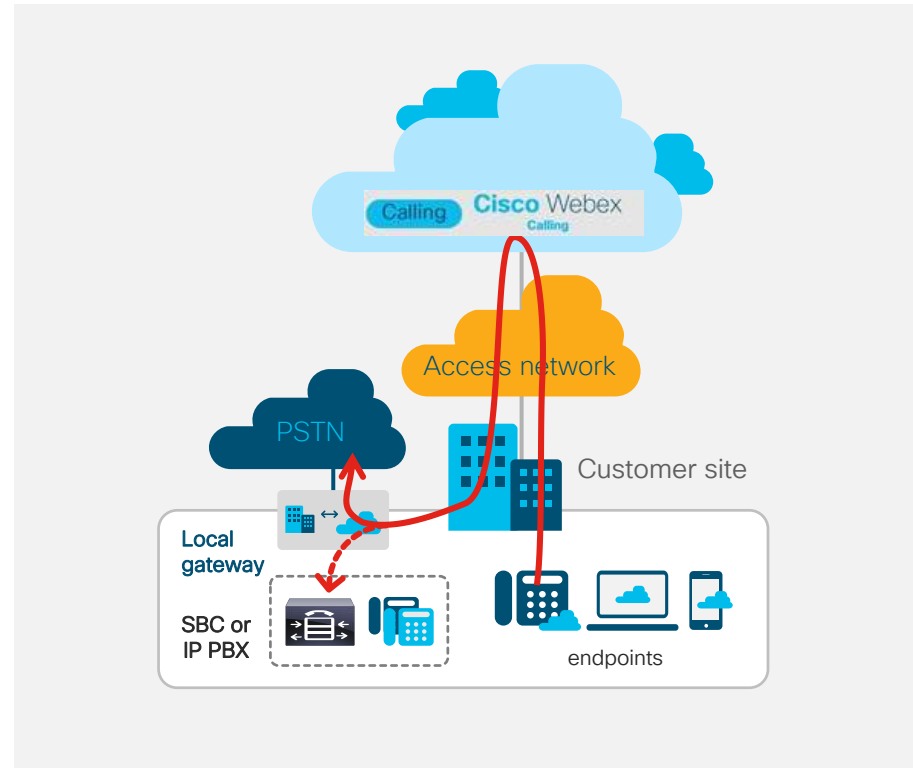 Calling
Cisco Webex
Calling
Access network
PSTN
Customer site
Local
gateway
SBC or
IP PBX
endpoints